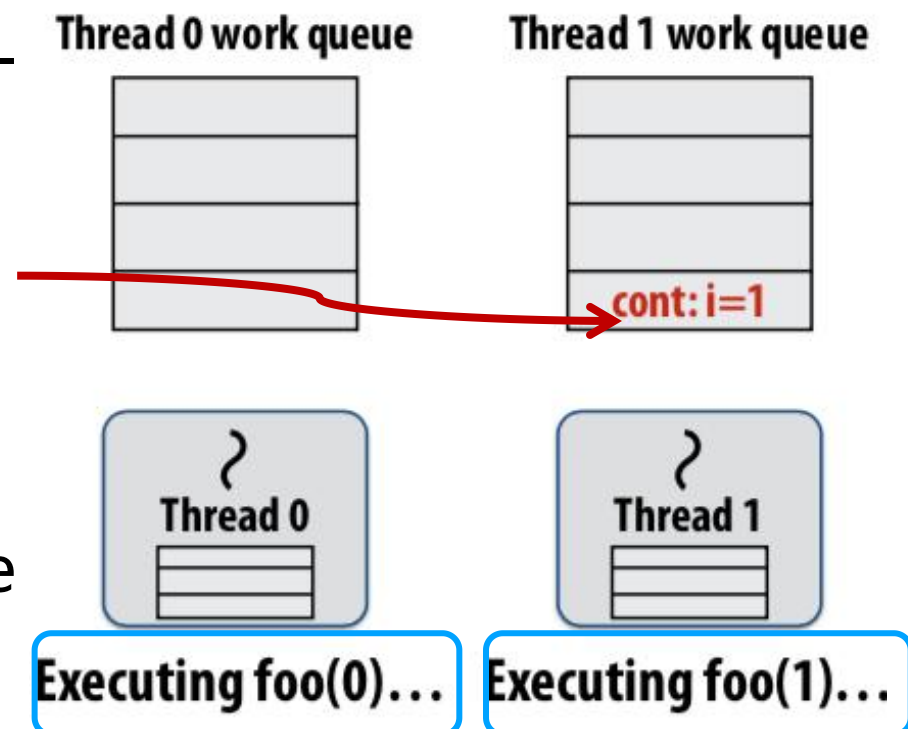 Thread 0 work queue
Thread 1 work queue
cont: i=1
Thread 0
Thread 1
e
Executing foo(0)...
Executing foo(1)...